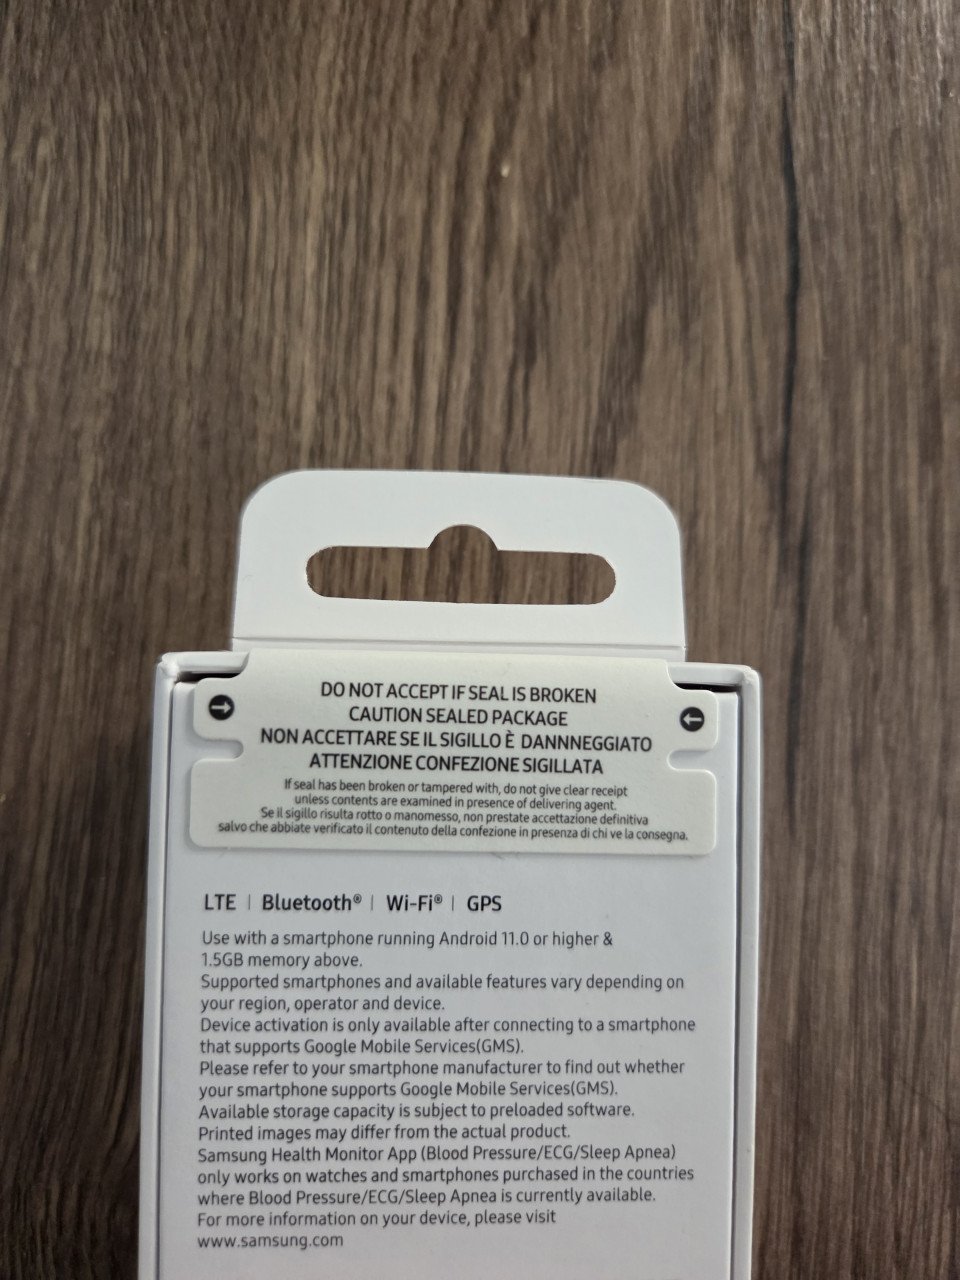 DO NOT ACCEPT IF SEAL IS BROKEN
CAUTION SEALED PACKAGE
NON ACCETTARE SE IL SIGILLO È DANNNEGGIATO
ATTENZIONE CONFEZIONE SIGILLATA
If seal has been broken or tampered with, do not give clear receipt
unless contents are examined in presence of delivering agent.
Se il sigillo risulta rotto o manomesso, non prestate accettazione definitiva
salvo che abbiate verificato il contenuto della confezione in presenza di chi ve la consegna.
LTE | Bluetooth® | Wi-Fi® | GPS
Use with a smartphone running Android 11.0 or higher &
1.5GB memory above.
Supported smartphones and available features vary depending on
your region, operator and device.
Device activation is only available after connecting to a smartphone
that supports Google Mobile Services(GMS).
Please refer to your smartphone manufacturer to find out whether
your smartphone supports Google Mobile Services(GMS).
Available storage capacity is subject to preloaded software.
Printed images may differ from the actual product.
Samsung Health Monitor App (Blood Pressure/ECG/Sleep Apnea)
only works on watches and smartphones purchased in the countries
where Blood Pressure/ECG/Sleep Apnea is currently available.
For more information on your device, please visit
www.samsung.com